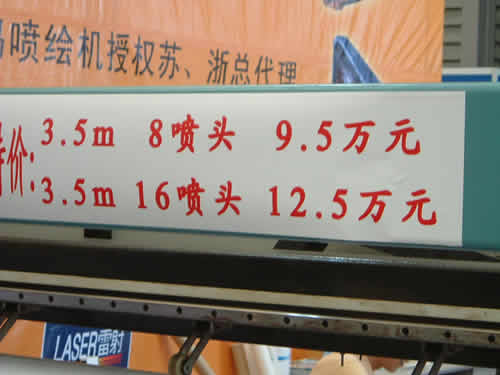 喷绘机授权苏、浙总代理
特价:
3.5m 8喷头 9.5万元
3.5m 16喷头 12.5万元
LASER雷射